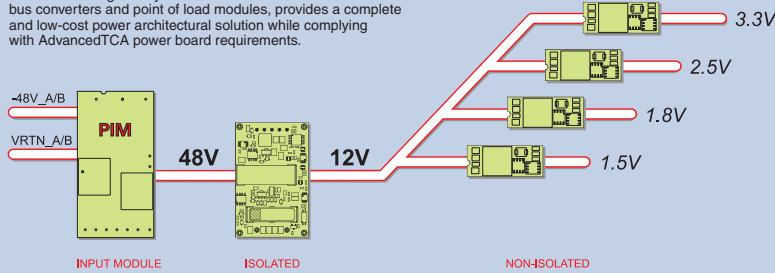 bus converters and point of load modules, provides a complete
and low-cost power architectural solution while complying
with AdvancedTCA power board requirements.
3.3V
2.5V
-48V_A/B
PIM
1.8V
VRTN_A/B
48V
12V
1.5V
INPUT MODULE
ISOLATED
NON-ISOLATED